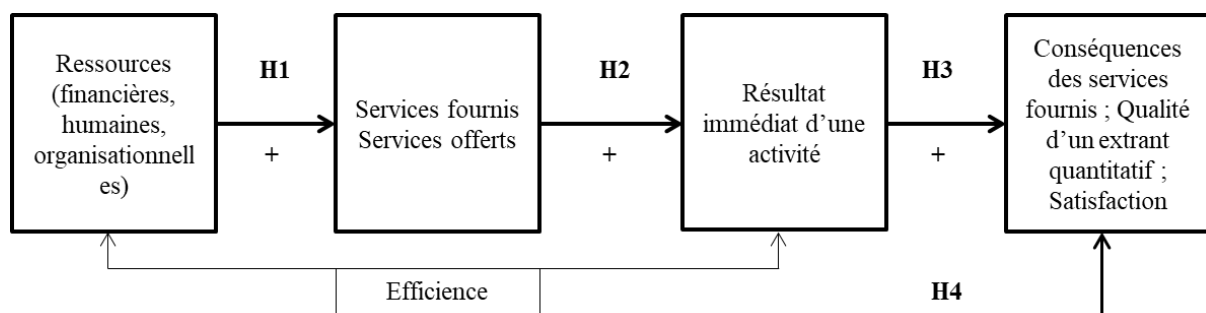 Ressources
(financières,
humaines,
organisationnell
es)
H1
+
Services fournis
Services offerts
H2
+
Résultat
immédiat d’une
activité
H3
+
Conséquences
des services
fournis ; Qualité
d’un extrant
quantitatif ;
Satisfaction
Efficience
H4